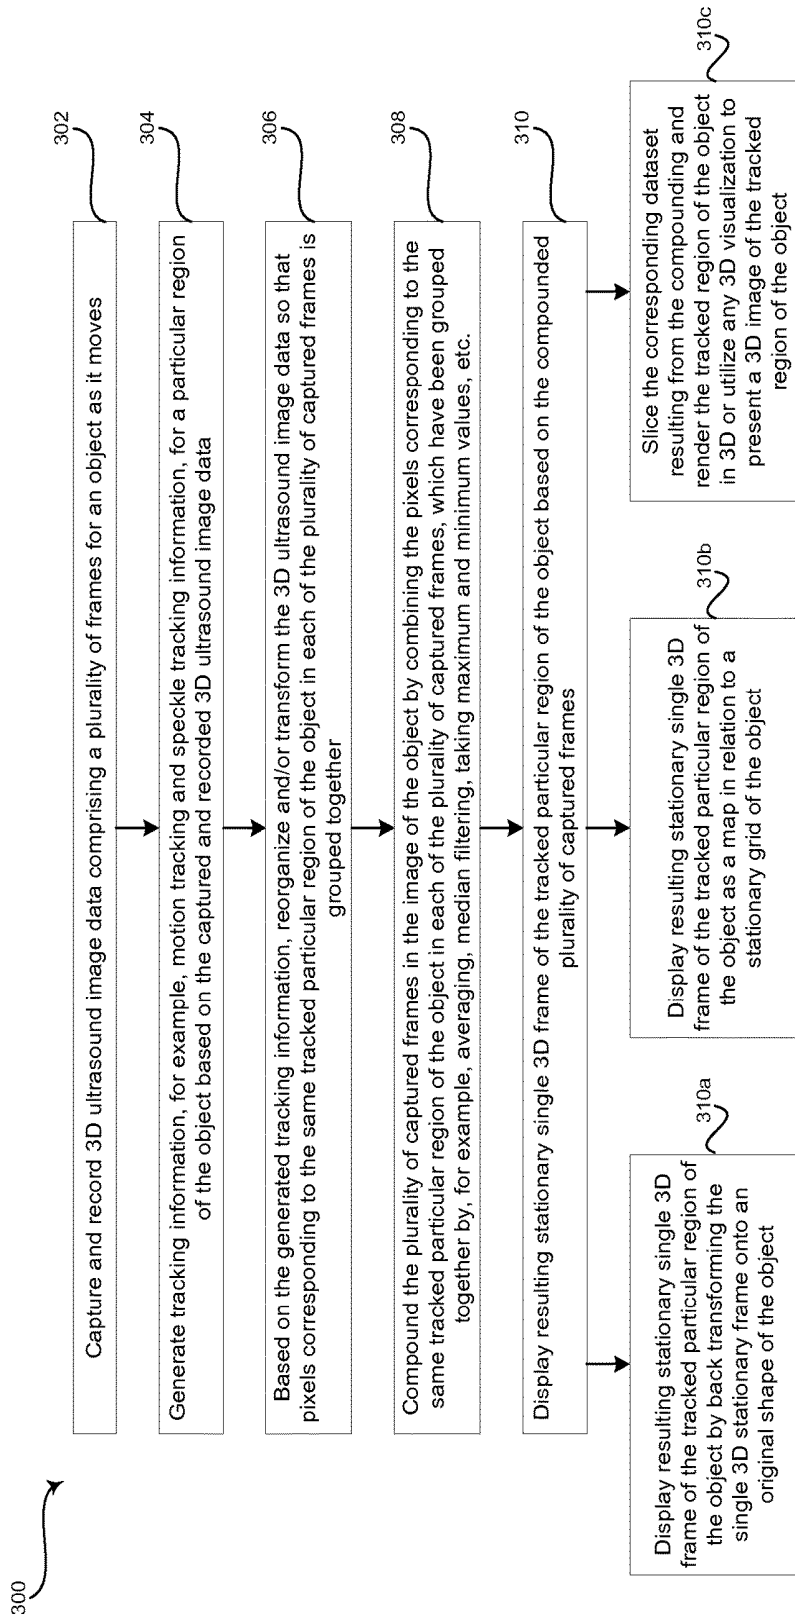 300
302
Capture and record 3D ultrasound image data comprising a plurality of frames for an object as it moves
304
Generate tracking information, for example, motion tracking and speckle tracking information, for a particular region
of the object based on the captured and recorded 3D ultrasound image data
306
Based on the generated tracking information, reorganize and/or transform the 3D ultrasound image data so that
pixels corresponding to the same tracked particular region of the object in each of the plurality of captured frames is
grouped together
308
Compound the plurality of captured frames in the image of the object by combining the pixels corresponding to the
same tracked particular region of the object in each of the plurality of captured frames, which have been grouped
together by, for example, averaging, median filtering, taking maximum and minimum values, etc.
310
Display resulting stationary single 3D frame of the tracked particular region of the object based on the compounded
plurality of captured frames
310a
Display resulting stationary single 3D
frame of the tracked particular region of
the object by back transforming the
single 3D stationary frame onto an
original shape of the object
310b
Display resulting stationary single 3D
frame of the tracked particular region of
the object as a map in relation to a
stationary grid of the object
310c
Slice the corresponding dataset
resulting from the compounding and
render the tracked region of the object
in 3D or utilize any 3D visualization to
present a 3D image of the tracked
region of the object